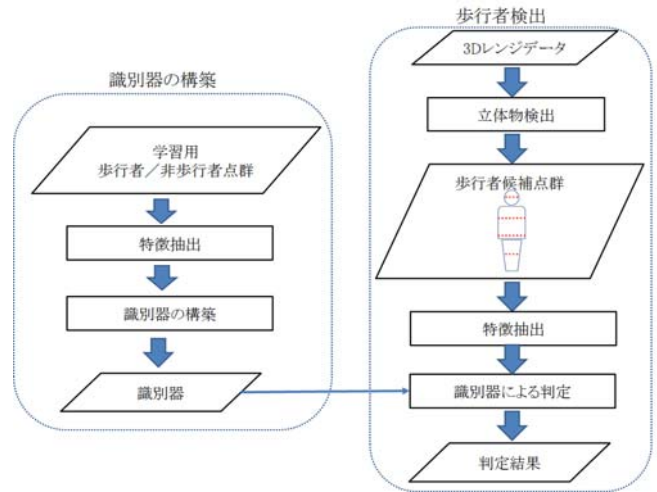 識別器の構築
学習用
歩行者／非歩行者点群
特徴抽出
識別器の構築
識別器
歩行者検出
3Dレンジデータ
立体物検出
歩行者候補点群
特徴抽出
識別器による判定
判定結果